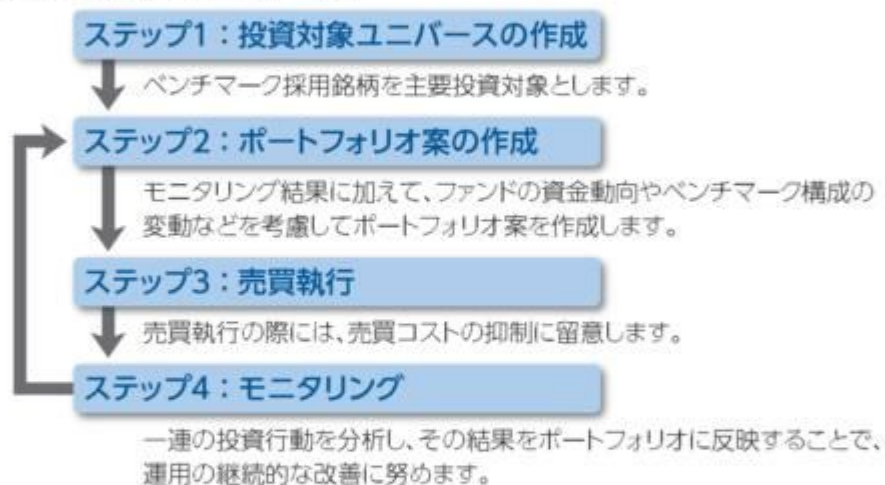 ステップ1：投資対象ユニバースの作成
ベンチマーク採用銘柄を主要投資対象とします。
ステップ2：ポートフォリオ案の作成
モニタリング結果に加えて、ファンドの資金動向やベンチマーク構成の
変動などを考慮してポートフォリオ案を作成します。
ステップ3：売買執行
売買執行の際には、売買コストの抑制に留意します。
ステップ4：モニタリング
一連の投資行動を分析し、その結果をポートフォリオに反映することで、
運用の継続的な改善に努めます。